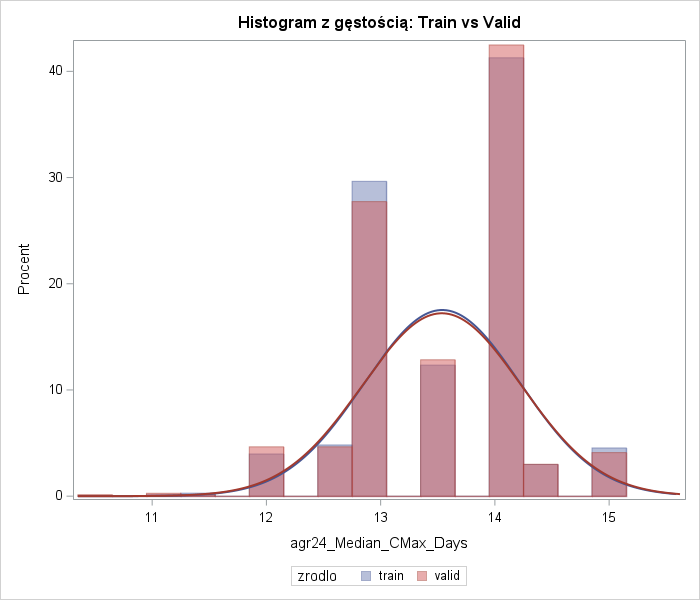 Histogram z gęstością: Train vs Valid
Procent
40
30
20
10
0
11 12 13 14 15
agr24_Median_CMax_Days
zrodlo train valid